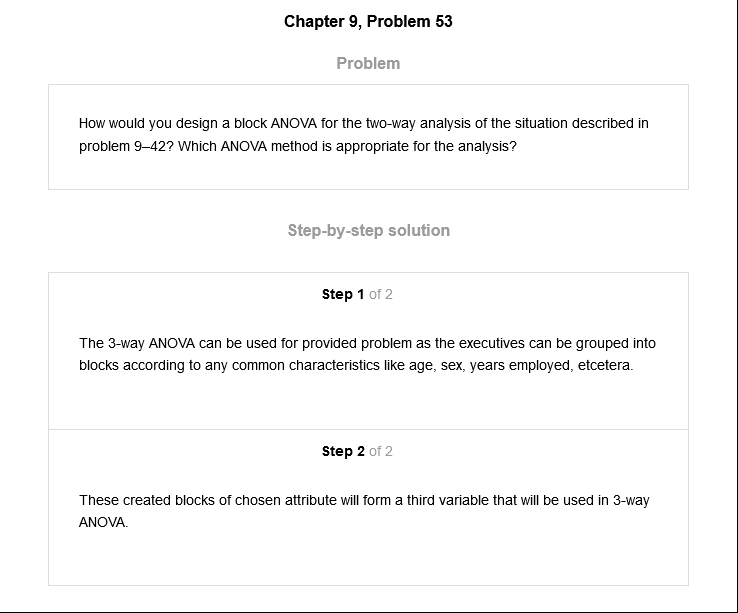 Chapter 9, Problem 53
Problem
How would you design a block ANOVA for the two-way analysis of the situation described in
problem 9–42? Which ANOVA method is appropriate for the analysis?
Step-by-step solution
Step 1 of 2
The 3-way ANOVA can be used for provided problem as the executives can be grouped into
blocks according to any common characteristics like age, sex, years employed, etcetera.
Step 2 of 2
These created blocks of chosen attribute will form a third variable that will be used in 3-way
ANOVA.